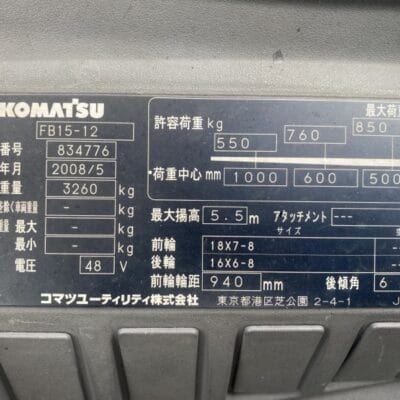 KOMATSU
FB15-12
番号 834776
年月 2008/5
重量 3260 kg
車両重量 - kg
最大 - kg
最小 - kg
電圧 48 V
コマツユーティリティ株式会社
最大荷重
許容荷重 kg 550 760 850
荷重中心 mm 1000 600 500
最大揚高 5.5 m アタッチメント ---
サイズ
前輪 18X7-8
後輪 16X6-8
前輪輪距 940 mm 後傾角 6
東京都港区芝公園 2-4-1